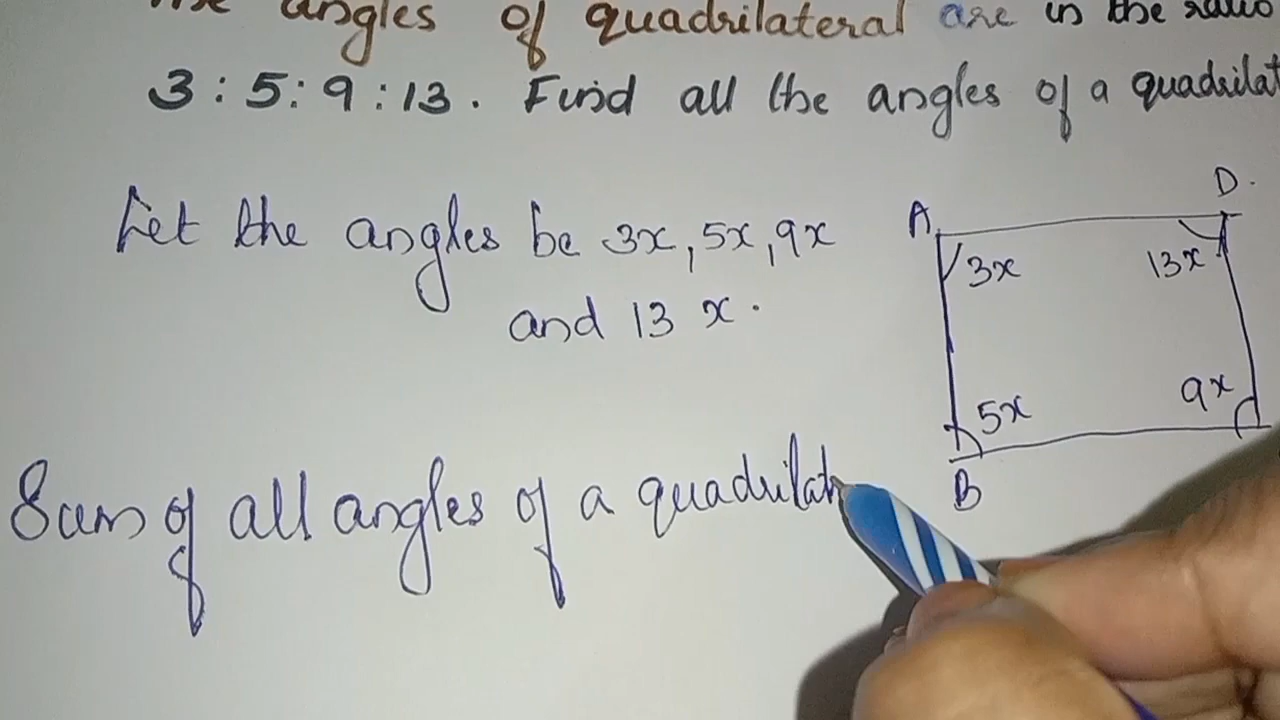 The angles of quadrilateral are in the ratio
3 : 5 : 9 : 13 . Find all the angles of a quadrilat
Let the angles be 3x, 5x, 9x
and 13 x .
A
D .
3x
13x
5x
9x
B
Sum of all angles of a quadrilat